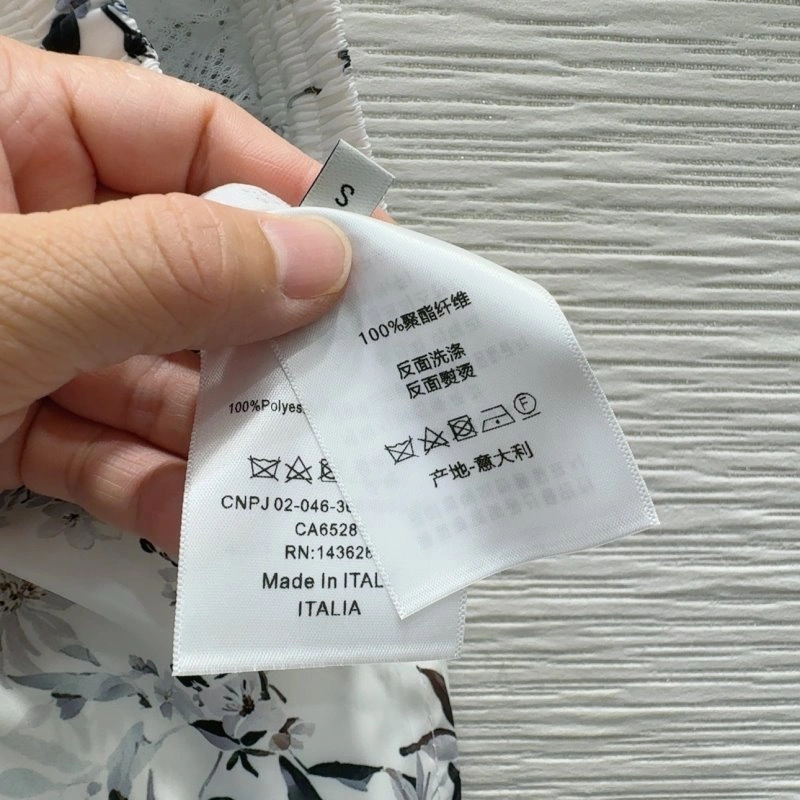 S
100%聚酯纤维
反面洗涤
反面熨烫
F
产地-意大利
100%Polyes
CNPJ 02-046-3
CA6528
RN:143628
Made In ITAL
ITALIA